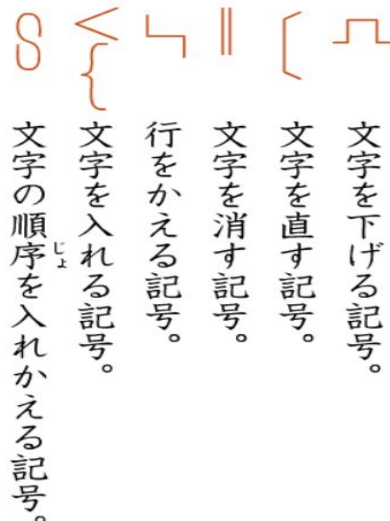 文字を下げる記号。
文字を直す記号。
文字を消す記号。
行をかえる記号。
文字を入れる記号。
文字の順序じょを入れかえる記号。